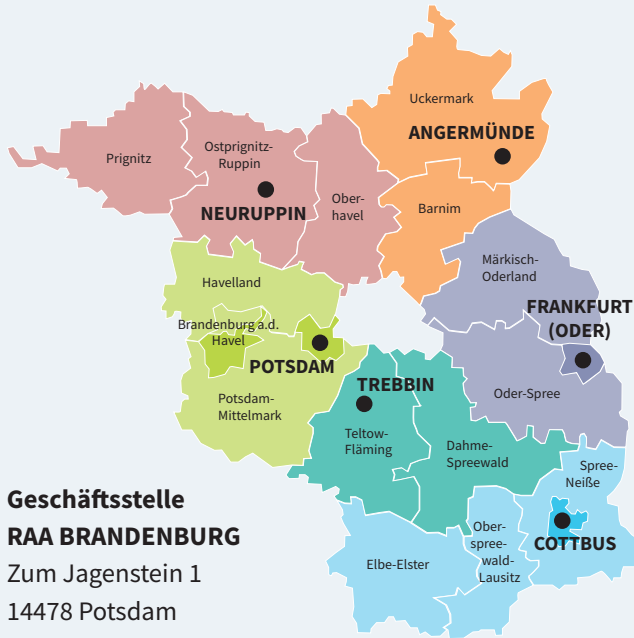 Uckermark
ANGERMÜNDE
Prignitz
Ostprignitz-
Ruppin
NEURUPPIN
Ober-
havel
Barnim
Märkisch-
Oderland
Havelland
Brandenburg a.d.
Havel
POTSDAM
FRANKFURT
(ODER)
Potsdam-
Mittelmark
TREBBIN
Teltow-
Fläming
Oder-Spree
Dahme-
Spreewald
Spree-
Neiße
COTTBUS
Ober-
spree-
wald-
Lausitz
Elbe-Elster
Geschäftsstelle
RAA BRANDENBURG
Zum Jagenstein 1
14478 Potsdam